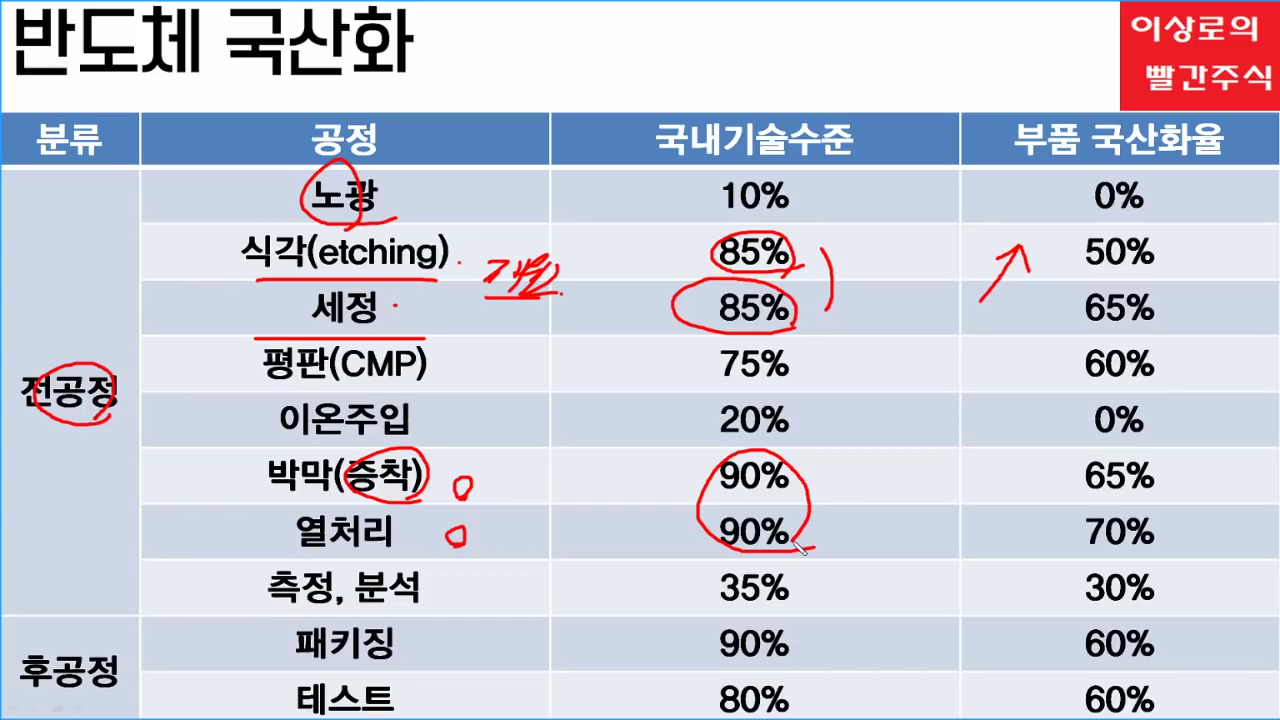 반도체 국산화
이상로의
빨간주식
분류 공정 국내기술수준 부품 국산화율
전공정
노광 10% 0%
식각(etching) 85% 50%
세정 85% 65%
평판(CMP) 75% 60%
이온주입 20% 0%
박막(증착) 90% 65%
열처리 90% 70%
측정, 분석 35% 30%
후공정
패키징 90% 60%
테스트 80% 60%